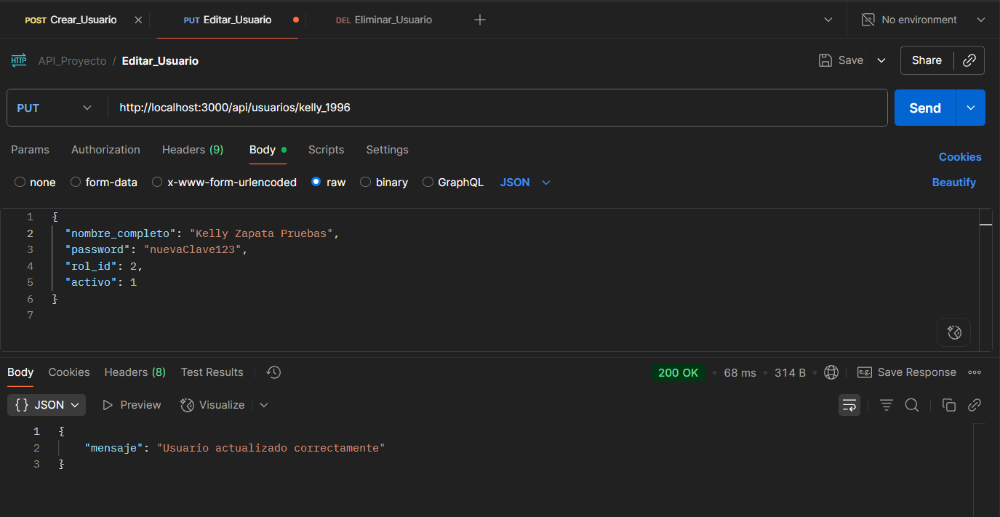 POST Crear_Usuario
PUT Editar_Usuario
DEL Eliminar_Usuario
No environment
HTTP API_Proyecto / Editar_Usuario
Save
Share
PUT
http://localhost:3000/api/usuarios/kelly_1996
Send
Params Authorization Headers (9) Body Scripts Settings
Cookies
none form-data x-www-form-urlencoded raw binary GraphQL JSON
Beautify
1 {
2 "nombre_completo": "Kelly Zapata Pruebas",
3 "password": "nuevaClave123",
4 "rol_id": 2,
5 "activo": 1
6 }
7
Body Cookies Headers (8) Test Results
200 OK • 68 ms • 314 B •
e.g. Save Response
{} JSON Preview Visualize
1 {
2 "mensaje": "Usuario actualizado correctamente"
3 }